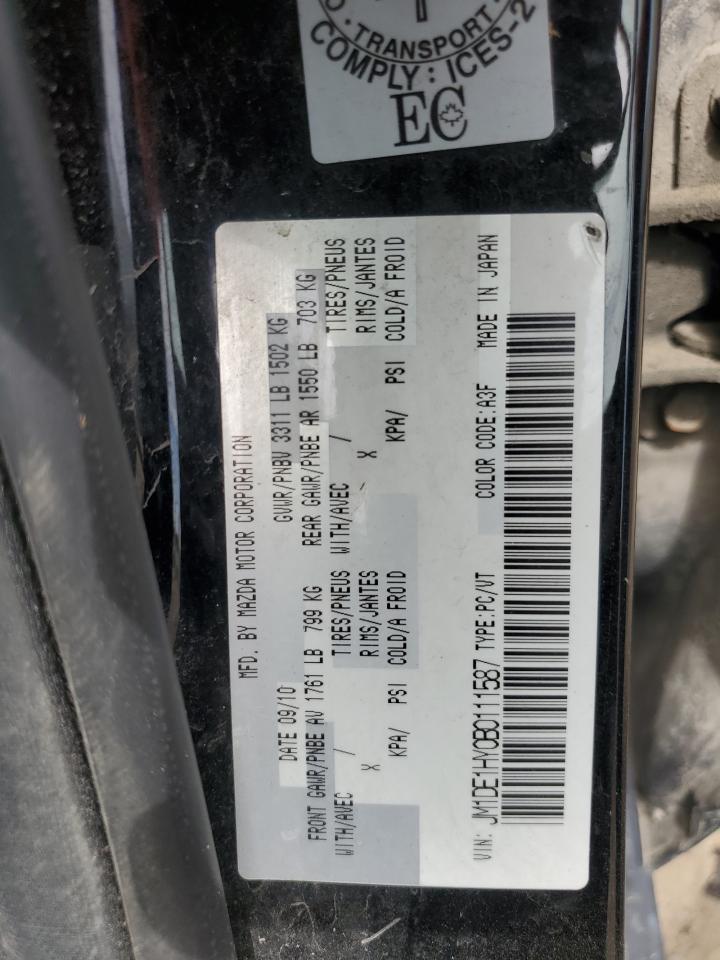 · TRANSPORT
COMPLY: ICES-2
EC
MFD. BY MAZDA MOTOR CORPORATION
DATE 09/10 GVWR/PNBV 3311 LB 1502 KG
FRONT GAWR/PNBE AV 1761 LB 799 KG REAR GAWR/PNBE AR 1550 LB 703 KG
WITH/AVEC / TIRES/PNEUS WITH/AVEC / TIRES/PNEUS
X RIMS/JANTES X RIMS/JANTES
KPA/ PSI COLD/A FROID KPA/ PSI COLD/A FROID
VIN: JM1DE1HY0B0111587 TYPE:PC/VT COLOR CODE:A3F MADE IN JAPAN